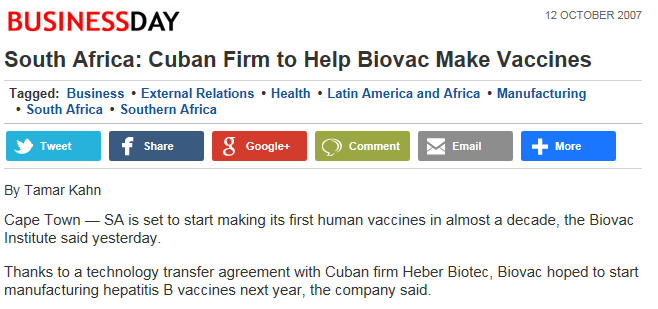 BUSINESSDAY
12 OCTOBER 2007
South Africa: Cuban Firm to Help Biovac Make Vaccines
Tagged: Business • External Relations • Health • Latin America and Africa • Manufacturing
• South Africa • Southern Africa
Tweet
Share
Google+
Comment
Email
More
By Tamar Kahn
Cape Town — SA is set to start making its first human vaccines in almost a decade, the Biovac
Institute said yesterday.
Thanks to a technology transfer agreement with Cuban firm Heber Biotec, Biovac hoped to start
manufacturing hepatitis B vaccines next year, the company said.